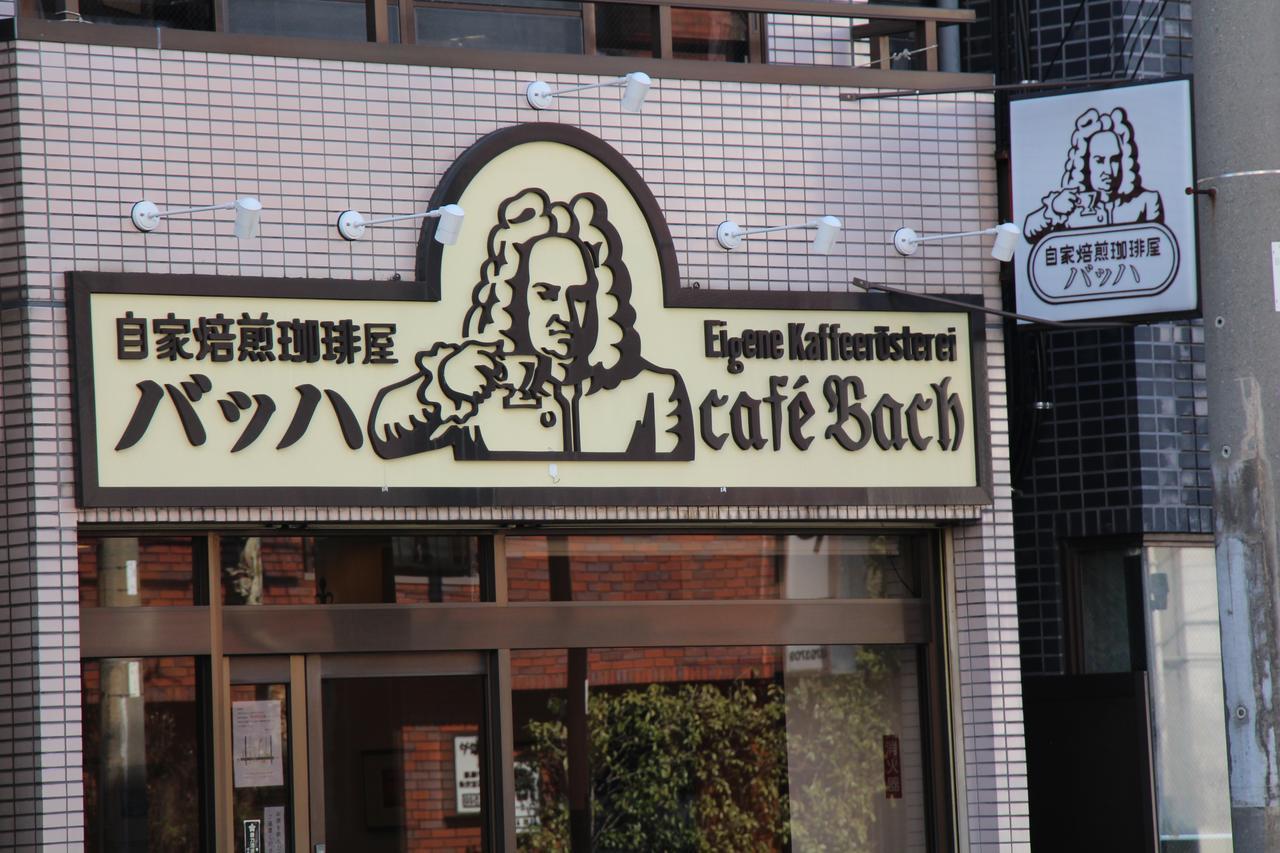 自家焙煎珈琲屋
バッハ
Eigene Kaffeerösterei
café Bach
自家焙煎珈琲屋
バッハ